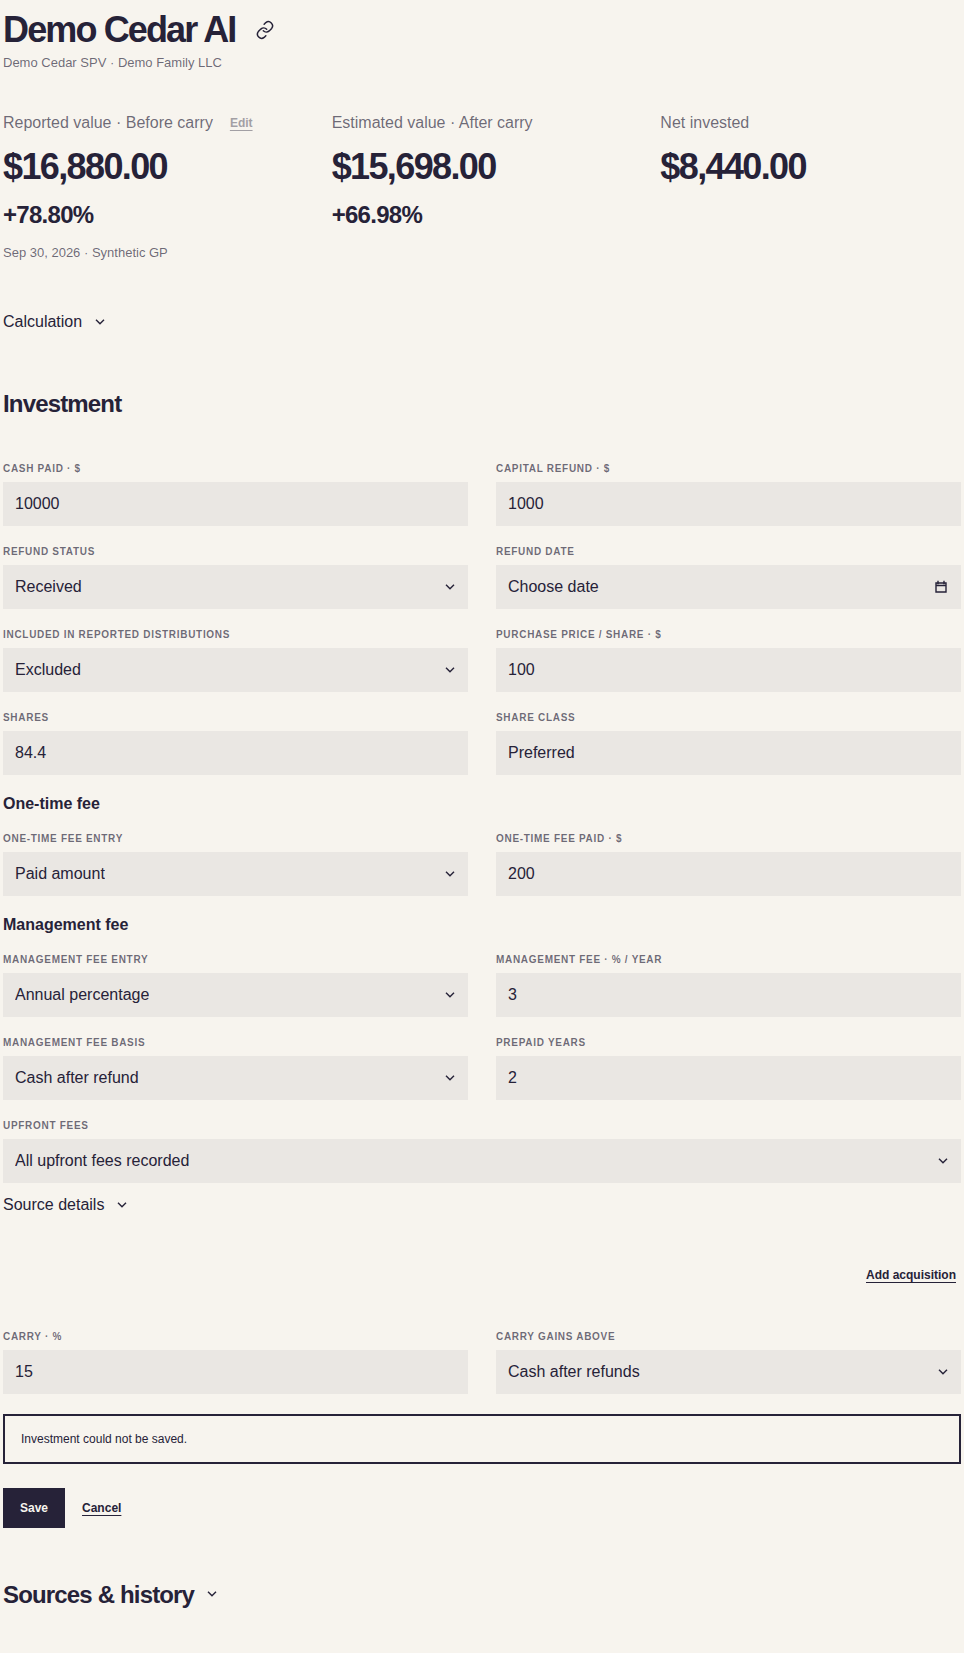 Demo Cedar AI
Demo Cedar SPV · Demo Family LLC
Reported value · Before carry Edit
$16,880.00
+78.80%
Sep 30, 2026 · Synthetic GP
Estimated value · After carry
$15,698.00
+66.98%
Net invested
$8,440.00
Calculation
Investment
CASH PAID · $
10000
CAPITAL REFUND · $
1000
REFUND STATUS
Received
REFUND DATE
Choose date
INCLUDED IN REPORTED DISTRIBUTIONS
Excluded
PURCHASE PRICE / SHARE · $
100
SHARES
84.4
SHARE CLASS
Preferred
One-time fee
ONE-TIME FEE ENTRY
Paid amount
ONE-TIME FEE PAID · $
200
Management fee
MANAGEMENT FEE ENTRY
Annual percentage
MANAGEMENT FEE · % / YEAR
3
MANAGEMENT FEE BASIS
Cash after refund
PREPAID YEARS
2
UPFRONT FEES
All upfront fees recorded
Source details
Add acquisition
CARRY · %
15
CARRY GAINS ABOVE
Cash after refunds
Investment could not be saved.
Save
Cancel
Sources & history